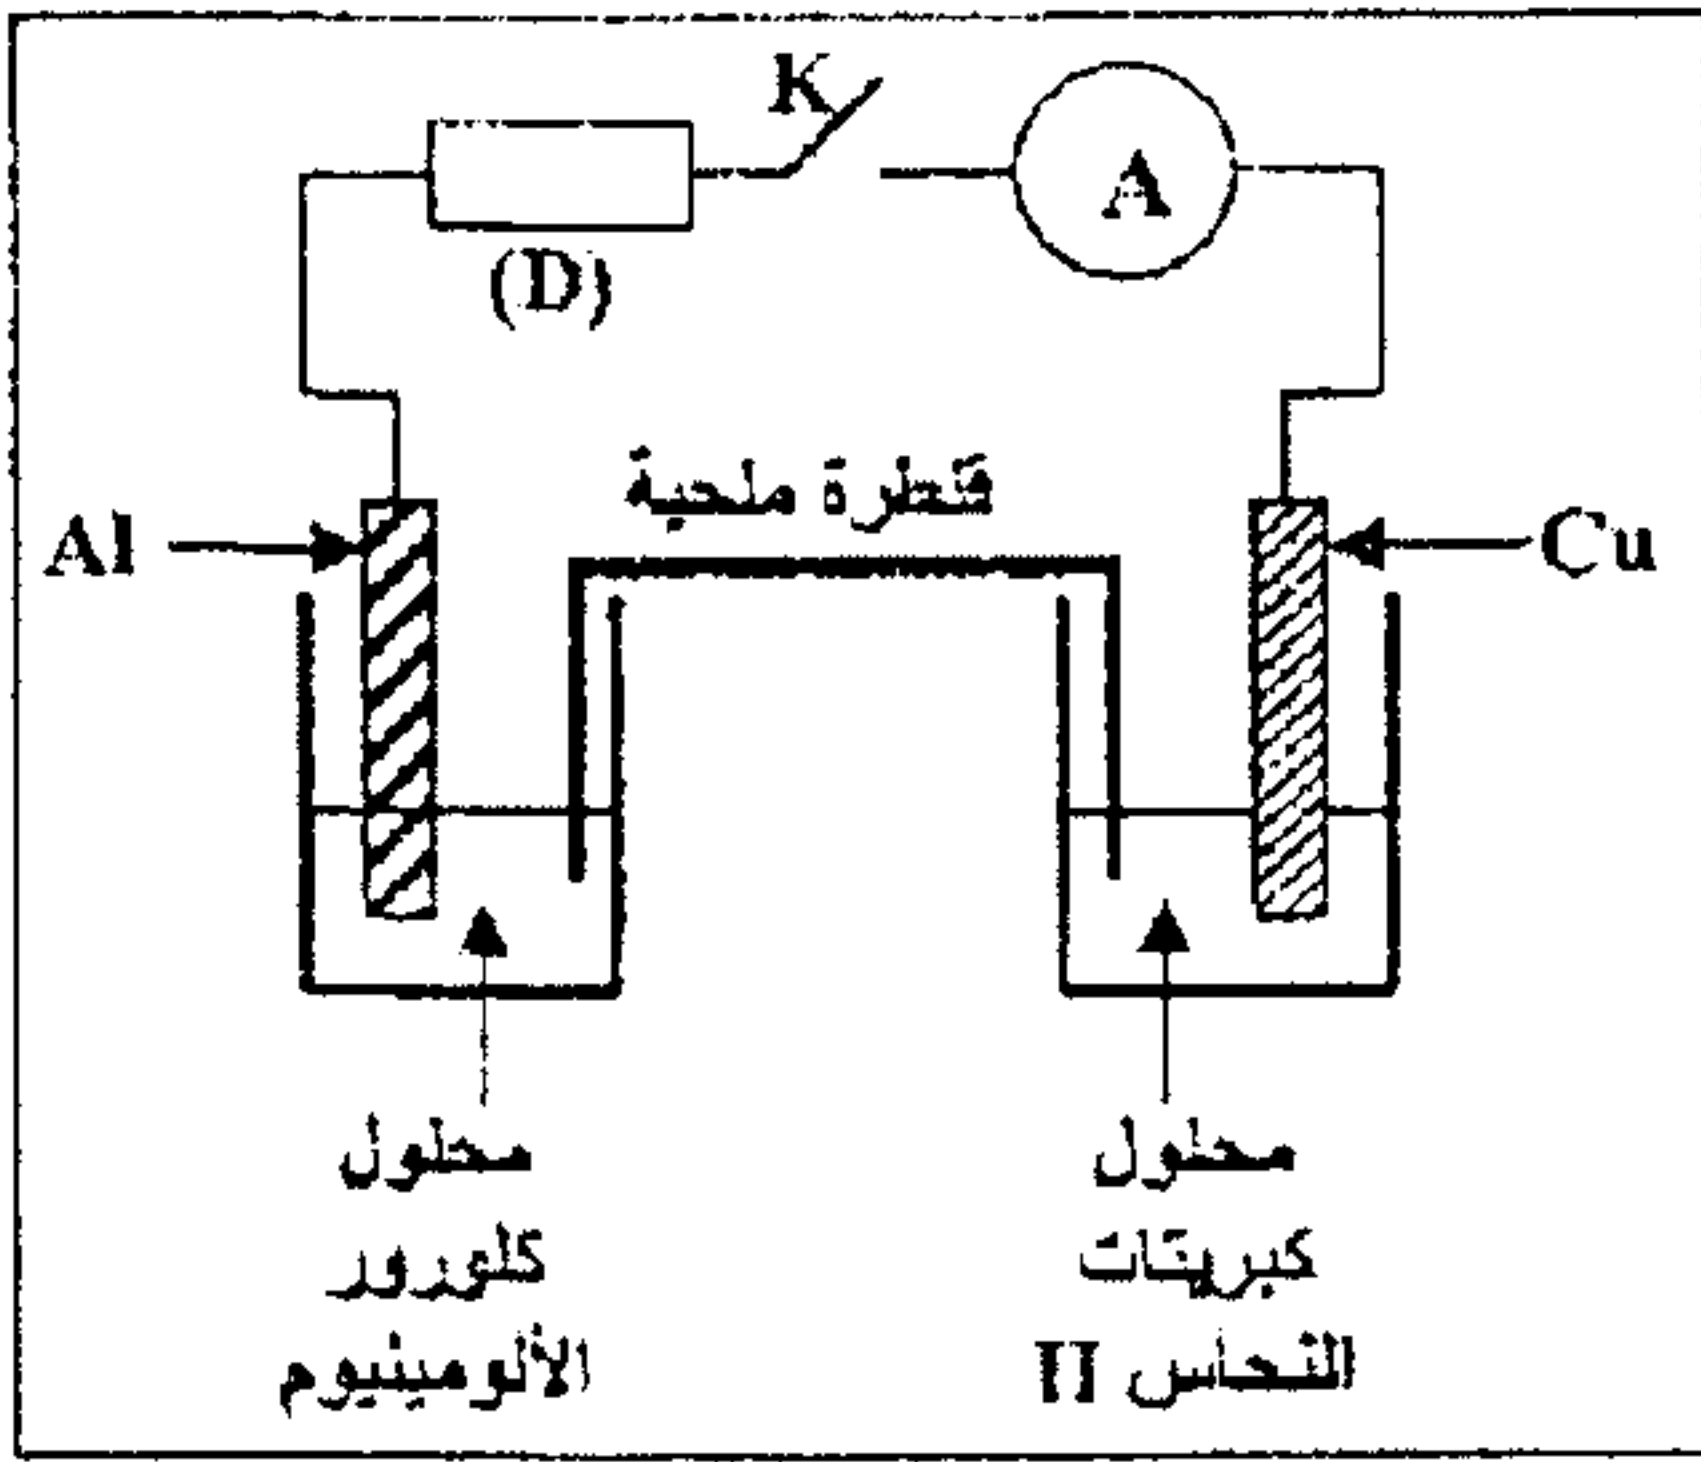 K
A
(D)
قنطرة ملحية
Al
Cu
محلول
كلورور
الألومينيوم
محلول
كبريتات
النحاس II